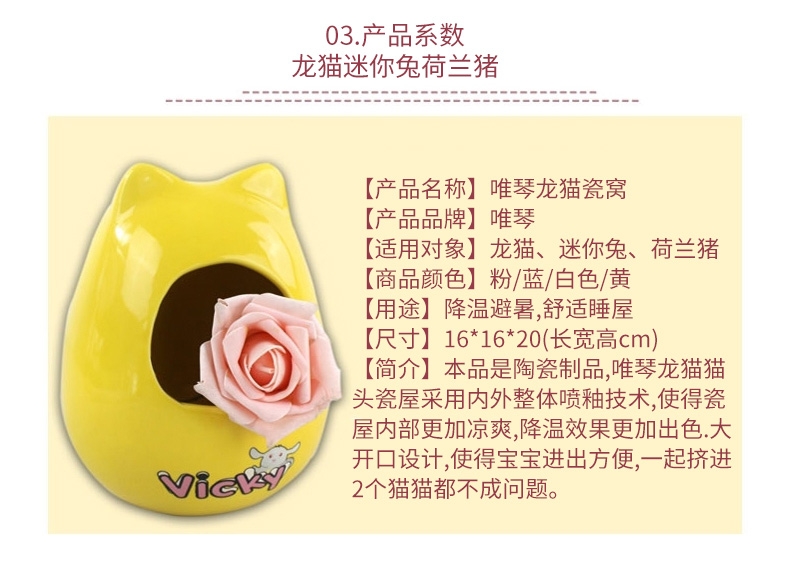 03.产品系数
龙猫迷你兔荷兰猪
【产品名称】唯琴龙猫瓷窝
【产品品牌】唯琴
【适用对象】龙猫、迷你兔、荷兰猪
【商品颜色】粉/蓝/白色/黄
【用途】降温避暑,舒适睡屋
【尺寸】16*16*20(长宽高cm)
【简介】本品是陶瓷制品,唯琴龙猫猫
头瓷屋采用内外整体喷釉技术,使得瓷
屋内部更加凉爽,降温效果更加出色.大
开口设计,使得宝宝进出方便,一起挤进
2个猫猫都不成问题。
Vicky